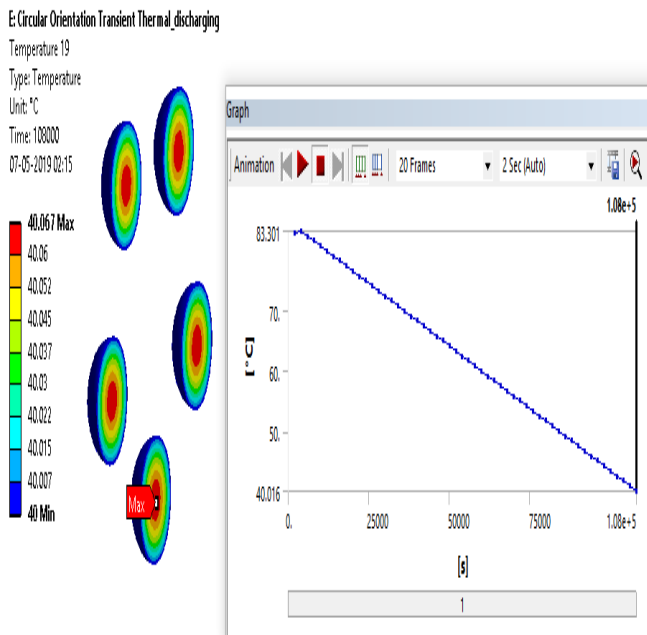 E: Circular Orientation Transient Thermal_discharging
Temperature 19
Type: Temperature
Unit: °C
Time: 108000
07-05-2019 02:15
40.067 Max
40.06
40.052
40.045
40.037
40.03
40.022
40.015
40.007
40 Min
Max
Graph
Animation
20 Frames
2 Sec (Auto)
1.08e+5
83.301
70.
60.
50.
40.016
[°C]
0.
25000
50000
75000
1.08e+5
[s]
1